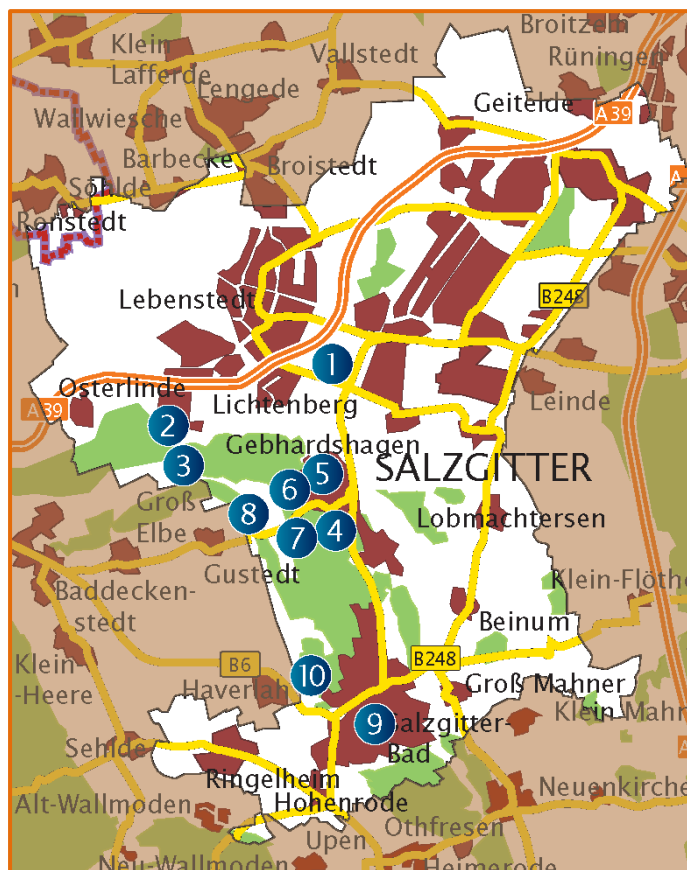 Broitzem
Klein
Lafferde
Vallstedt
Rüningen
Lengede
Geitelde
A39
Wallwiesche
Barbecke
Broistedt
Söhlde
A
Ronstedt
B248
Lebenstedt
1
Osterlinde
Lichtenberg
Leinde
A39
2
Gebhardshagen
3
5
SALZGITTER
6
Groß
Elbe
8
7
4
Lobmachtersen
Gustedt
Baddecken-
stedt
Klein-Flöthe
Beinum
B6
B248
Klein
-Heere
10
Haverlah
Groß Mahner
Klein Mahn
9
Salzgitter-
Bad
Sehlde
A
Ringelheim
Neuenkirche
Alt-Wallmoden
Hohenrode
Othfresen
Upen
Neu-Wallmoden
Heimerode